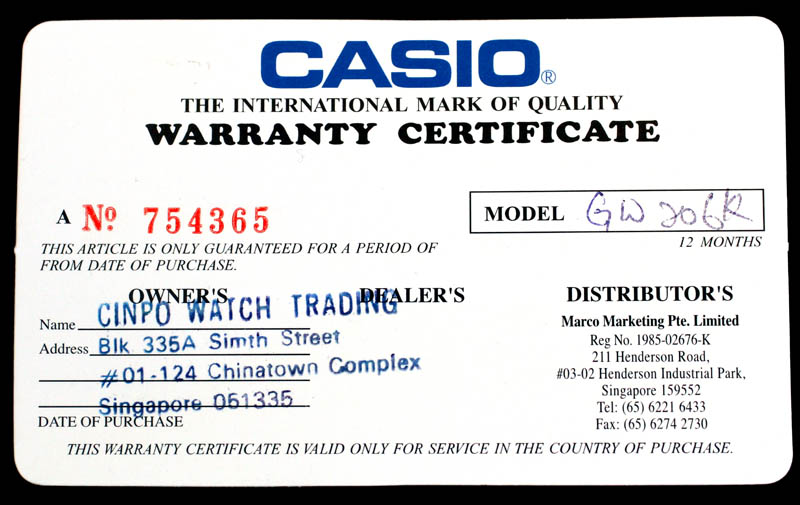 CASIO®
THE INTERNATIONAL MARK OF QUALITY
WARRANTY CERTIFICATE
A Nº 754365
MODEL GW206K
THIS ARTICLE IS ONLY GUARANTEED FOR A PERIOD OF 12 MONTHS
FROM DATE OF PURCHASE.
OWNER'S DEALER'S DISTRIBUTOR'S
CINPO WATCH TRADING
Name
Address Blk 335A Simth Street
#01-124 Chinatown Complex
Singapore 051335
DATE OF PURCHASE
Marco Marketing Pte. Limited
Reg No. 1985-02676-K
211 Henderson Road,
#03-02 Henderson Industrial Park,
Singapore 159552
Tel: (65) 6221 6433
Fax: (65) 6274 2730
THIS WARRANTY CERTIFICATE IS VALID ONLY FOR SERVICE IN THE COUNTRY OF PURCHASE.